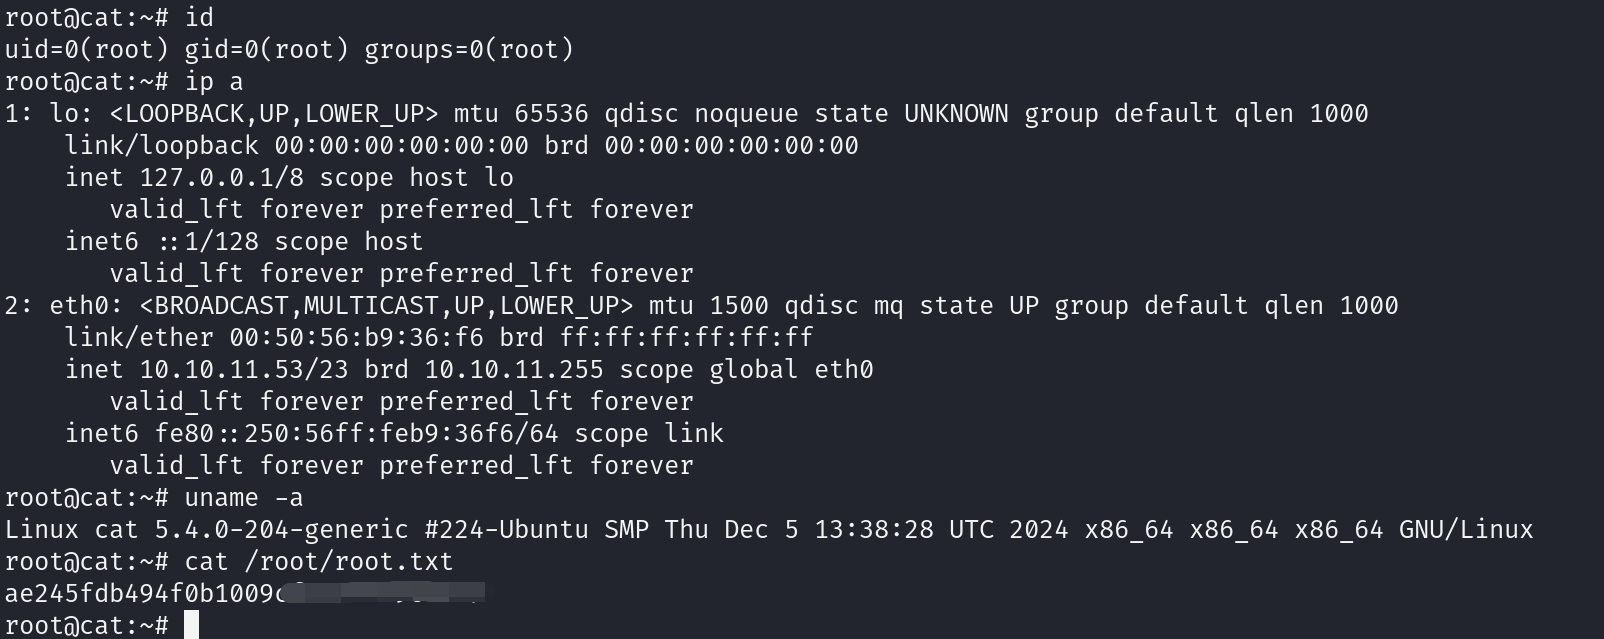 root@cat:~# id
uid=0(root) gid=0(root) groups=0(root)
root@cat:~# ip a
1: lo: <LOOPBACK,UP,LOWER_UP> mtu 65536 qdisc noqueue state UNKNOWN group default qlen 1000
    link/loopback 00:00:00:00:00:00 brd 00:00:00:00:00:00
    inet 127.0.0.1/8 scope host lo
       valid_lft forever preferred_lft forever
    inet6 ::1/128 scope host
       valid_lft forever preferred_lft forever
2: eth0: <BROADCAST,MULTICAST,UP,LOWER_UP> mtu 1500 qdisc mq state UP group default qlen 1000
    link/ether 00:50:56:b9:36:f6 brd ff:ff:ff:ff:ff:ff
    inet 10.10.11.53/23 brd 10.10.11.255 scope global eth0
       valid_lft forever preferred_lft forever
    inet6 fe80::250:56ff:feb9:36f6/64 scope link
       valid_lft forever preferred_lft forever
root@cat:~# uname -a
Linux cat 5.4.0-204-generic #224-Ubuntu SMP Thu Dec 5 13:38:28 UTC 2024 x86_64 x86_64 x86_64 GNU/Linux
root@cat:~# cat /root/root.txt
ae245fdb494f0b1009
root@cat:~#